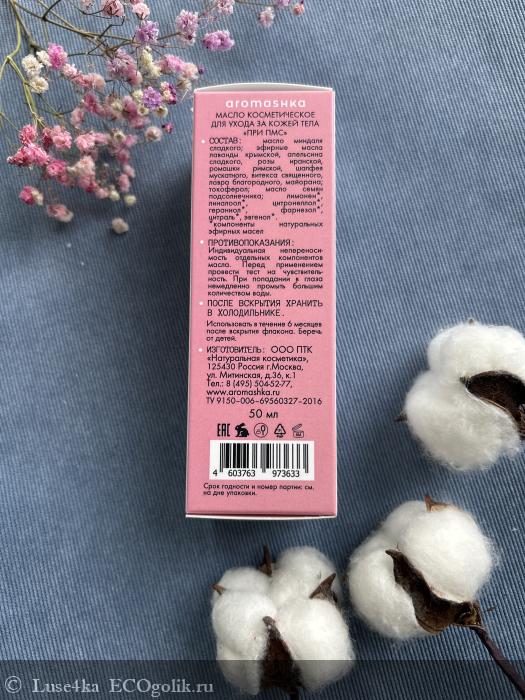 aromashka
МАСЛО КОСМЕТИЧЕСКОЕ
ДЛЯ УХОДА ЗА КОЖЕЙ ТЕЛА
«ПРИ ПМС»
• СОСТАВ: масло миндаля
сладкого; эфирные масла
лаванды крымской, апельсина
сладкого, розы иранской,
ромашки римской, шалфея
мускатного, витекса священного,
лавра благородного, майорана;
токоферол; масло семян
подсолнечника; лимонен*,
линалоол*, цитронеллол*,
гераниол*, фарнезол*,
цитраль*, эвгенол*.
*компоненты натуральных
эфирных масел
• ПРОТИВОПОКАЗАНИЯ:
Индивидуальная непереноси-
мость отдельных компонентов
масла. Перед применением
провести тест на чувствитель-
ность. При попадании в глаза
немедленно промыть большим
количеством воды.
• ПОСЛЕ ВСКРЫТИЯ ХРАНИТЬ
В ХОЛОДИЛЬНИКЕ.
Использовать в течение 6 месяцев
после вскрытия флакона. Беречь
от детей.
• ИЗГОТОВИТЕЛЬ: ООО ПТК
«Натуральная косметика»,
125430 Россия г.Москва,
ул. Митинская, д.36, к.1
Тел.: 8 (495) 504-52-77,
www.aromashka.ru
ТУ 9150-006-69560327-2016
50 мл
EAC
4 603763 973633
Срок годности и номер партии: см.
на дне упаковки.
Luse4ka ECOgolik.ru